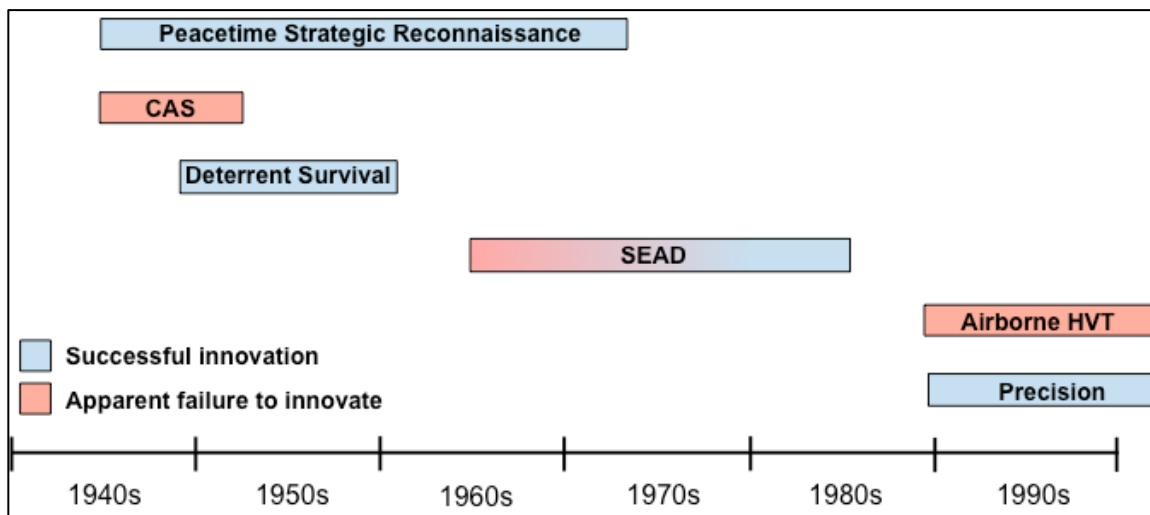 Peacetime Strategic Reconnaissance
CAS
Deterrent Survival
SEAD
Airborne HVT
Precision
Successful innovation
Apparent failure to innovate
1940s 1950s 1960s 1970s 1980s 1990s